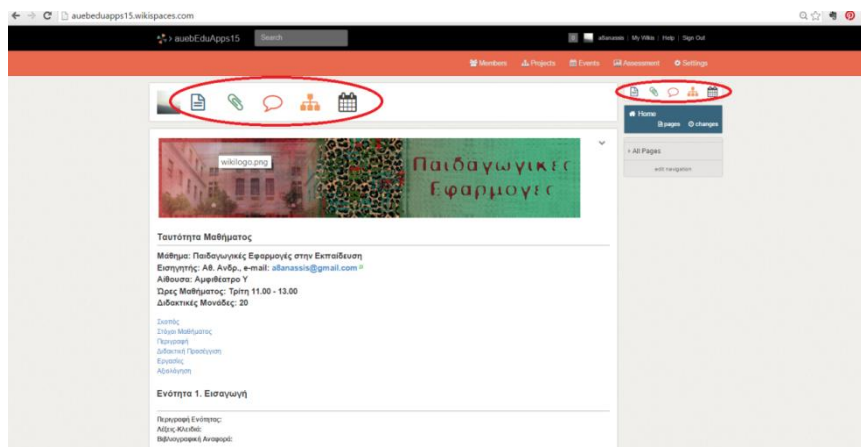 auebeduapps15.wikispaces.com
auebEduApps15 Search a8anassis | My Wikis | Help | Sign Out
Members Projects Events Assessment Settings
Home
pages changes
All Pages
edit navigation
wikilogo.png
Παιδαγωγικες
Εφαρμογες
Ταυτότητα Μαθήματος
Μάθημα: Παιδαγωγικές Εφαρμογές στην Εκπαίδευση
Εισηγητής: Αθ. Ανδρ., e-mail: a8anassis@gmail.com
Αίθουσα: Αμφιθέατρο Υ
Ώρες Μαθήματος: Τρίτη 11.00 - 13.00
Διδακτικές Μονάδες: 20
Σκοπός
Στόχοι Μαθήματος
Περιγραφή
Διδακτική Προσέγγιση
Εργασίες
Αξιολόγηση
Ενότητα 1. Εισαγωγή
Περιγραφή Ενότητας:
Λέξεις-Κλειδιά:
Βιβλιογραφική Αναφορά: